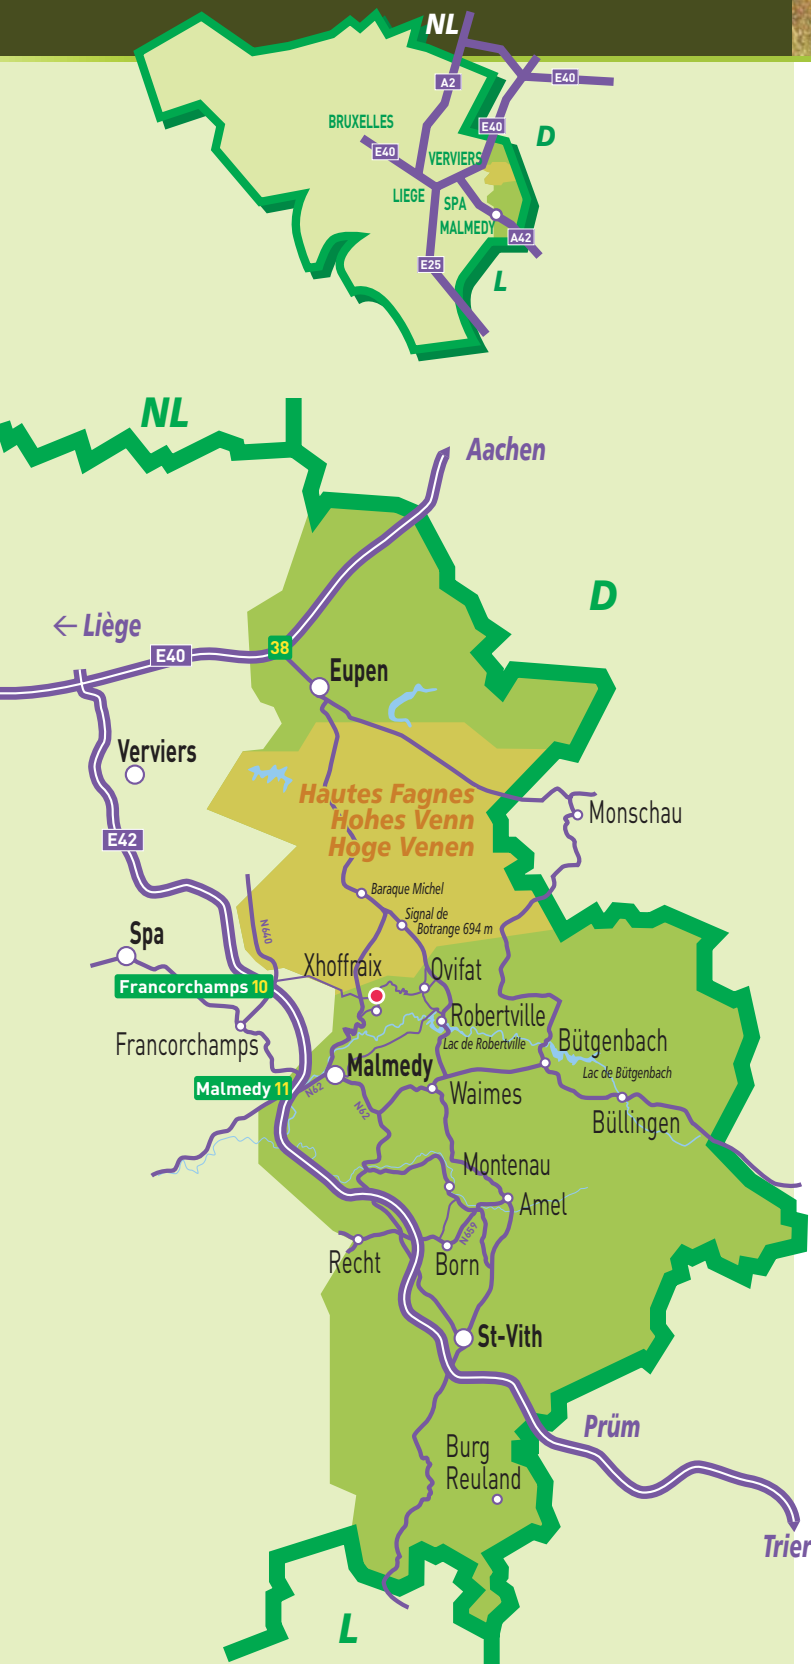 NL
A2
E40
BRUXELLES
E40
E40
D
VERVIERS
LIEGE
SPA
MALMEDY
A42
E25
L
NL
Aachen
D
← Liège
E40
38
Eupen
Verviers
Hautes Fagnes
Hohes Venn
Hoge Venen
Monschau
E42
Baraque Michel
Signal de
Botrange 694 m
N640
Spa
Xhoffraix
Ovifat
Francorchamps 10
Robertville
Francorchamps
Lac de Robertville
Bütgenbach
Malmedy
Lac de Bütgenbach
Malmedy 11
N62
Waimes
N62
Büllingen
Montenau
Amel
N659
Recht
Born
St-Vith
Prüm
Burg
Reuland
Trier
L